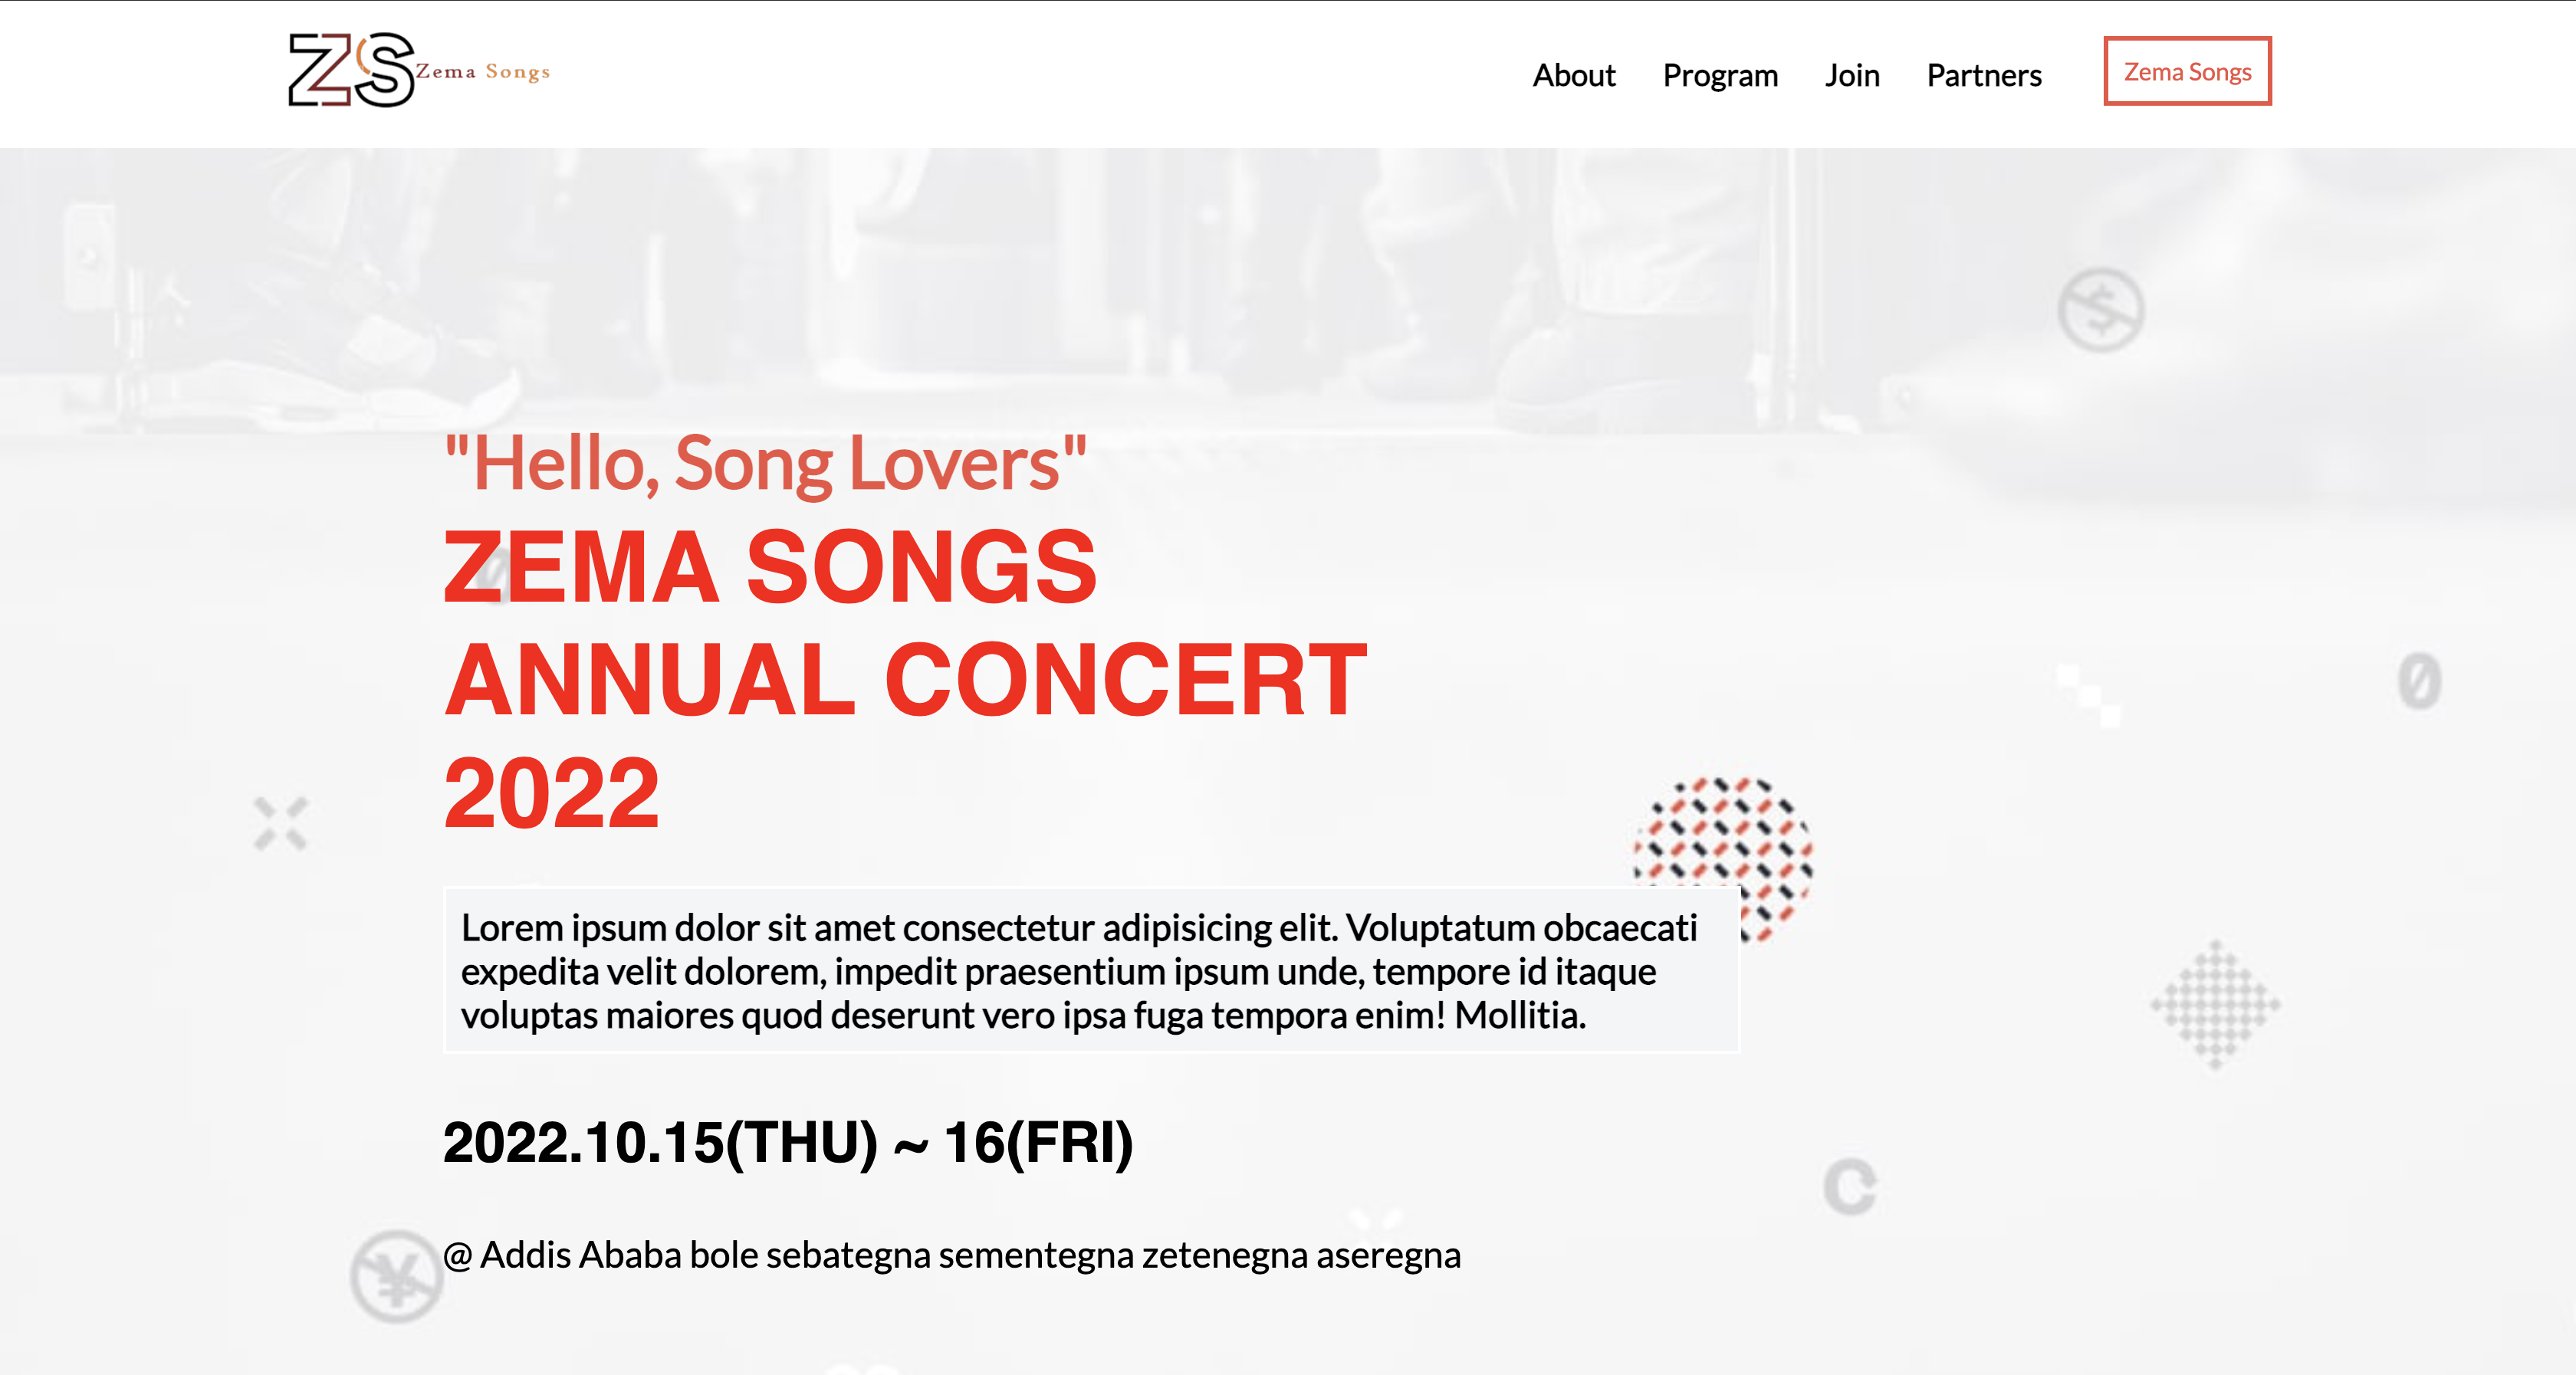 ZS Zema Songs
About Program Join Partners Zema Songs
"Hello, Song Lovers"
ZEMA SONGS
ANNUAL CONCERT
2022
Lorem ipsum dolor sit amet consectetur adipisicing elit. Voluptatum obcaecati
expedita velit dolorem, impedit praesentium ipsum unde, tempore id itaque
voluptas maiores quod deserunt vero ipsa fuga tempora enim! Mollitia.
2022.10.15(THU) ~ 16(FRI)
@ Addis Ababa bole sebategna sementegna zetenegna aseregna